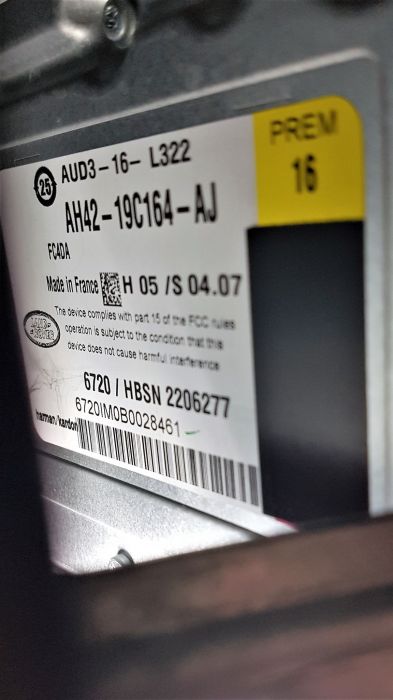 25 AUD3-16- L322
PREM
16
AH42-19C164-AJ
FC4DA
Made in France H 05 /S 04.07
LAND-
ROVER
The device complies with part 15 of the FCC rules
operation is subject to the condition that this
device does not cause harmful interference
6720 / HBSN 2206277
harman/kardon 6720IM0B0028461